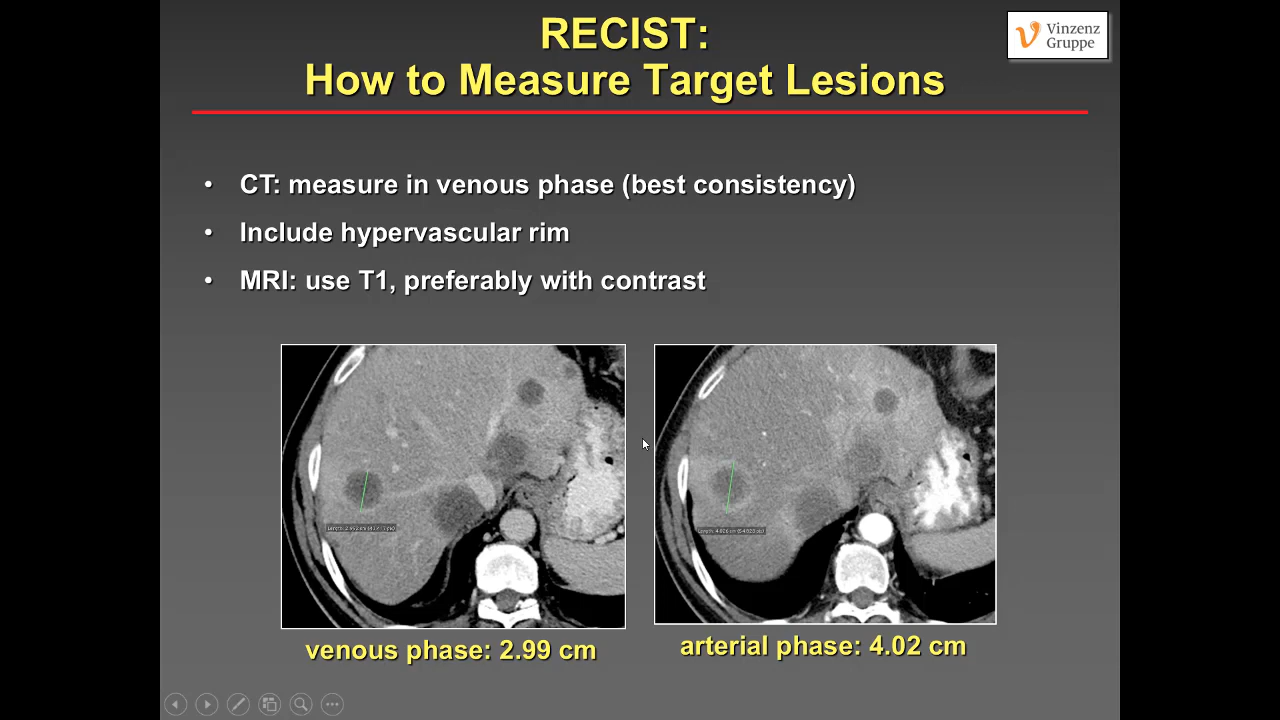 RECIST:
How to Measure Target Lesions
Vinzenz
Gruppe
• CT: measure in venous phase (best consistency)
• Include hypervascular rim
• MRI: use T1, preferably with contrast
venous phase: 2.99 cm
arterial phase: 4.02 cm